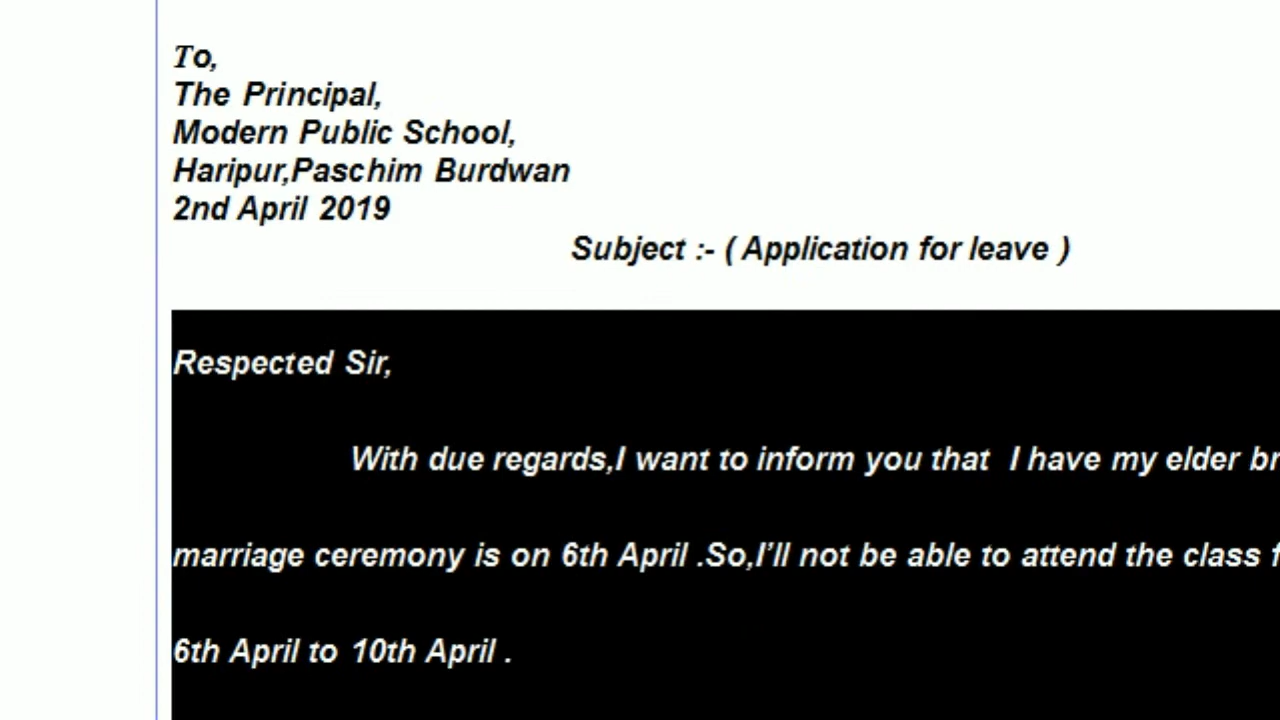 To,
The Principal,
Modern Public School,
Haripur,Paschim Burdwan
2nd April 2019
Subject :- ( Application for leave )
Respected Sir,
With due regards,I want to inform you that I have my elder
marriage ceremony is on 6th April .So,I’ll not be able to attend the class
6th April to 10th April .